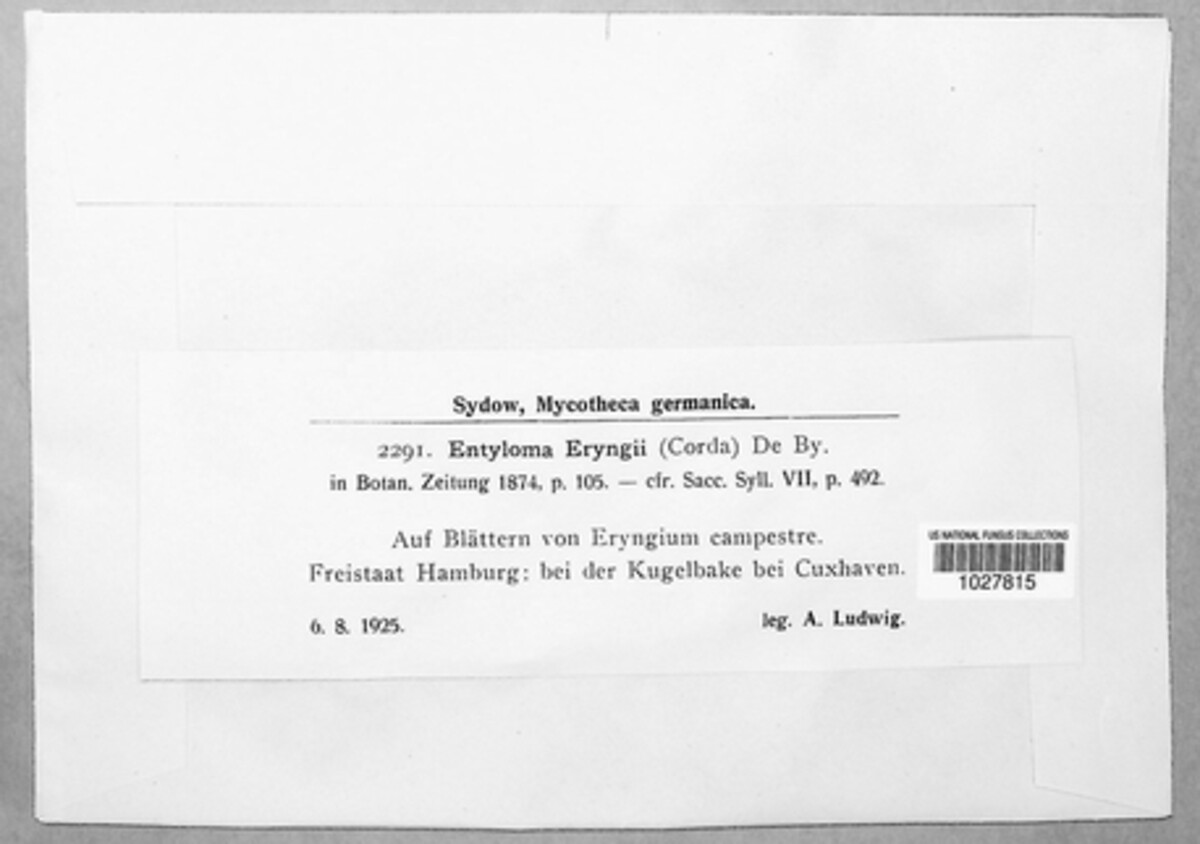 Sydow, Mycotheca germanica.
2291. Entyloma Eryngii (Corda) De By.
in Botan. Zeitung 1874, p. 105. — cfr. Sacc. Syll. VII, p. 492.
Auf Blättern von Eryngium campestre.
Freistaat Hamburg: bei der Kugelbake bei Cuxhaven.
6. 8. 1925. leg. A. Ludwig.
US NATIONAL FUNGUS COLLECTIONS
1027815